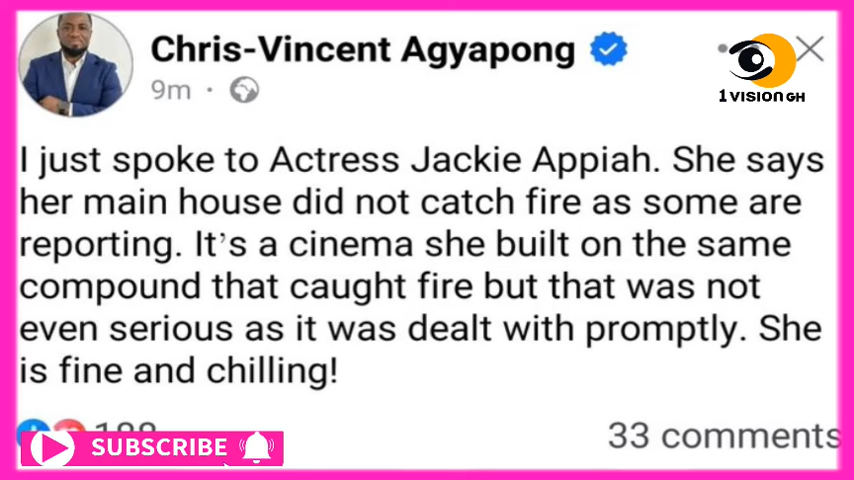 Chris-Vincent Agyapong
9m
1VISION GH
I just spoke to Actress Jackie Appiah. She says
her main house did not catch fire as some are
reporting. It's a cinema she built on the same
compound that caught fire but that was not
even serious as it was dealt with promptly. She
is fine and chilling!
33 comments
SUBSCRIBE